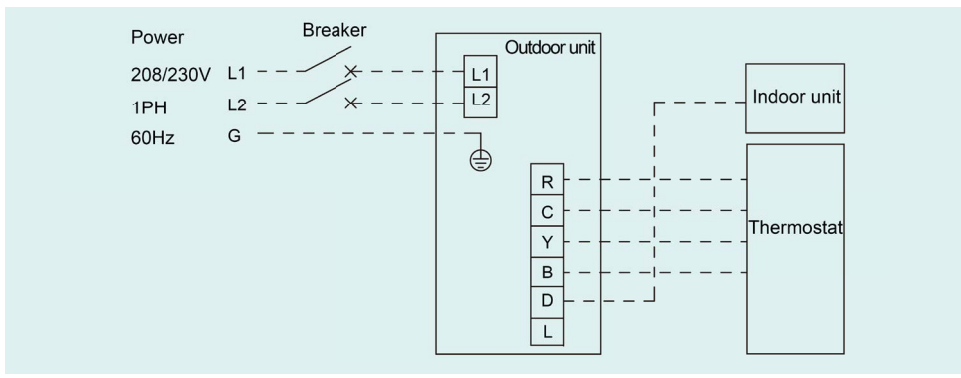 Power
Breaker
Outdoor unit
208/230V L1
L1
1PH L2
L2
60Hz G
Indoor unit
R
C
Y
Thermostat
B
D
L